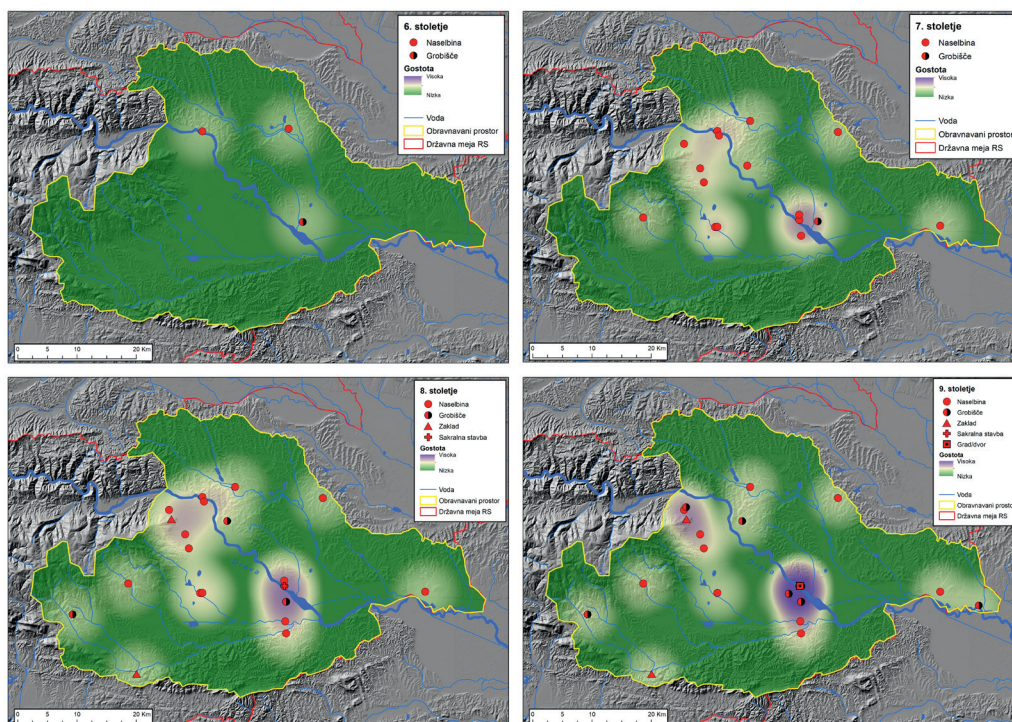 6. stoletje
Naselbina
Grobišče
Gostota
Visoka
Nizka
Voda
Obravnavani prostor
Državna meja RS
0 5 10 20 Km
7. stoletje
Naselbina
Grobišče
Gostota
Visoka
Nizka
Voda
Obravnavani prostor
Državna meja RS
0 5 10 20 Km
8. stoletje
Naselbina
Grobišče
Zaklad
Sakralna stavba
Gostota
Visoka
Nizka
Voda
Obravnavani prostor
Državna meja RS
0 5 10 20 Km
9. stoletje
Naselbina
Grobišče
Zaklad
Sakralna stavba
Grad/dvor
Gostota
Visoka
Nizka
Voda
Obravnavani prostor
Državna meja RS
0 5 10 20 Km